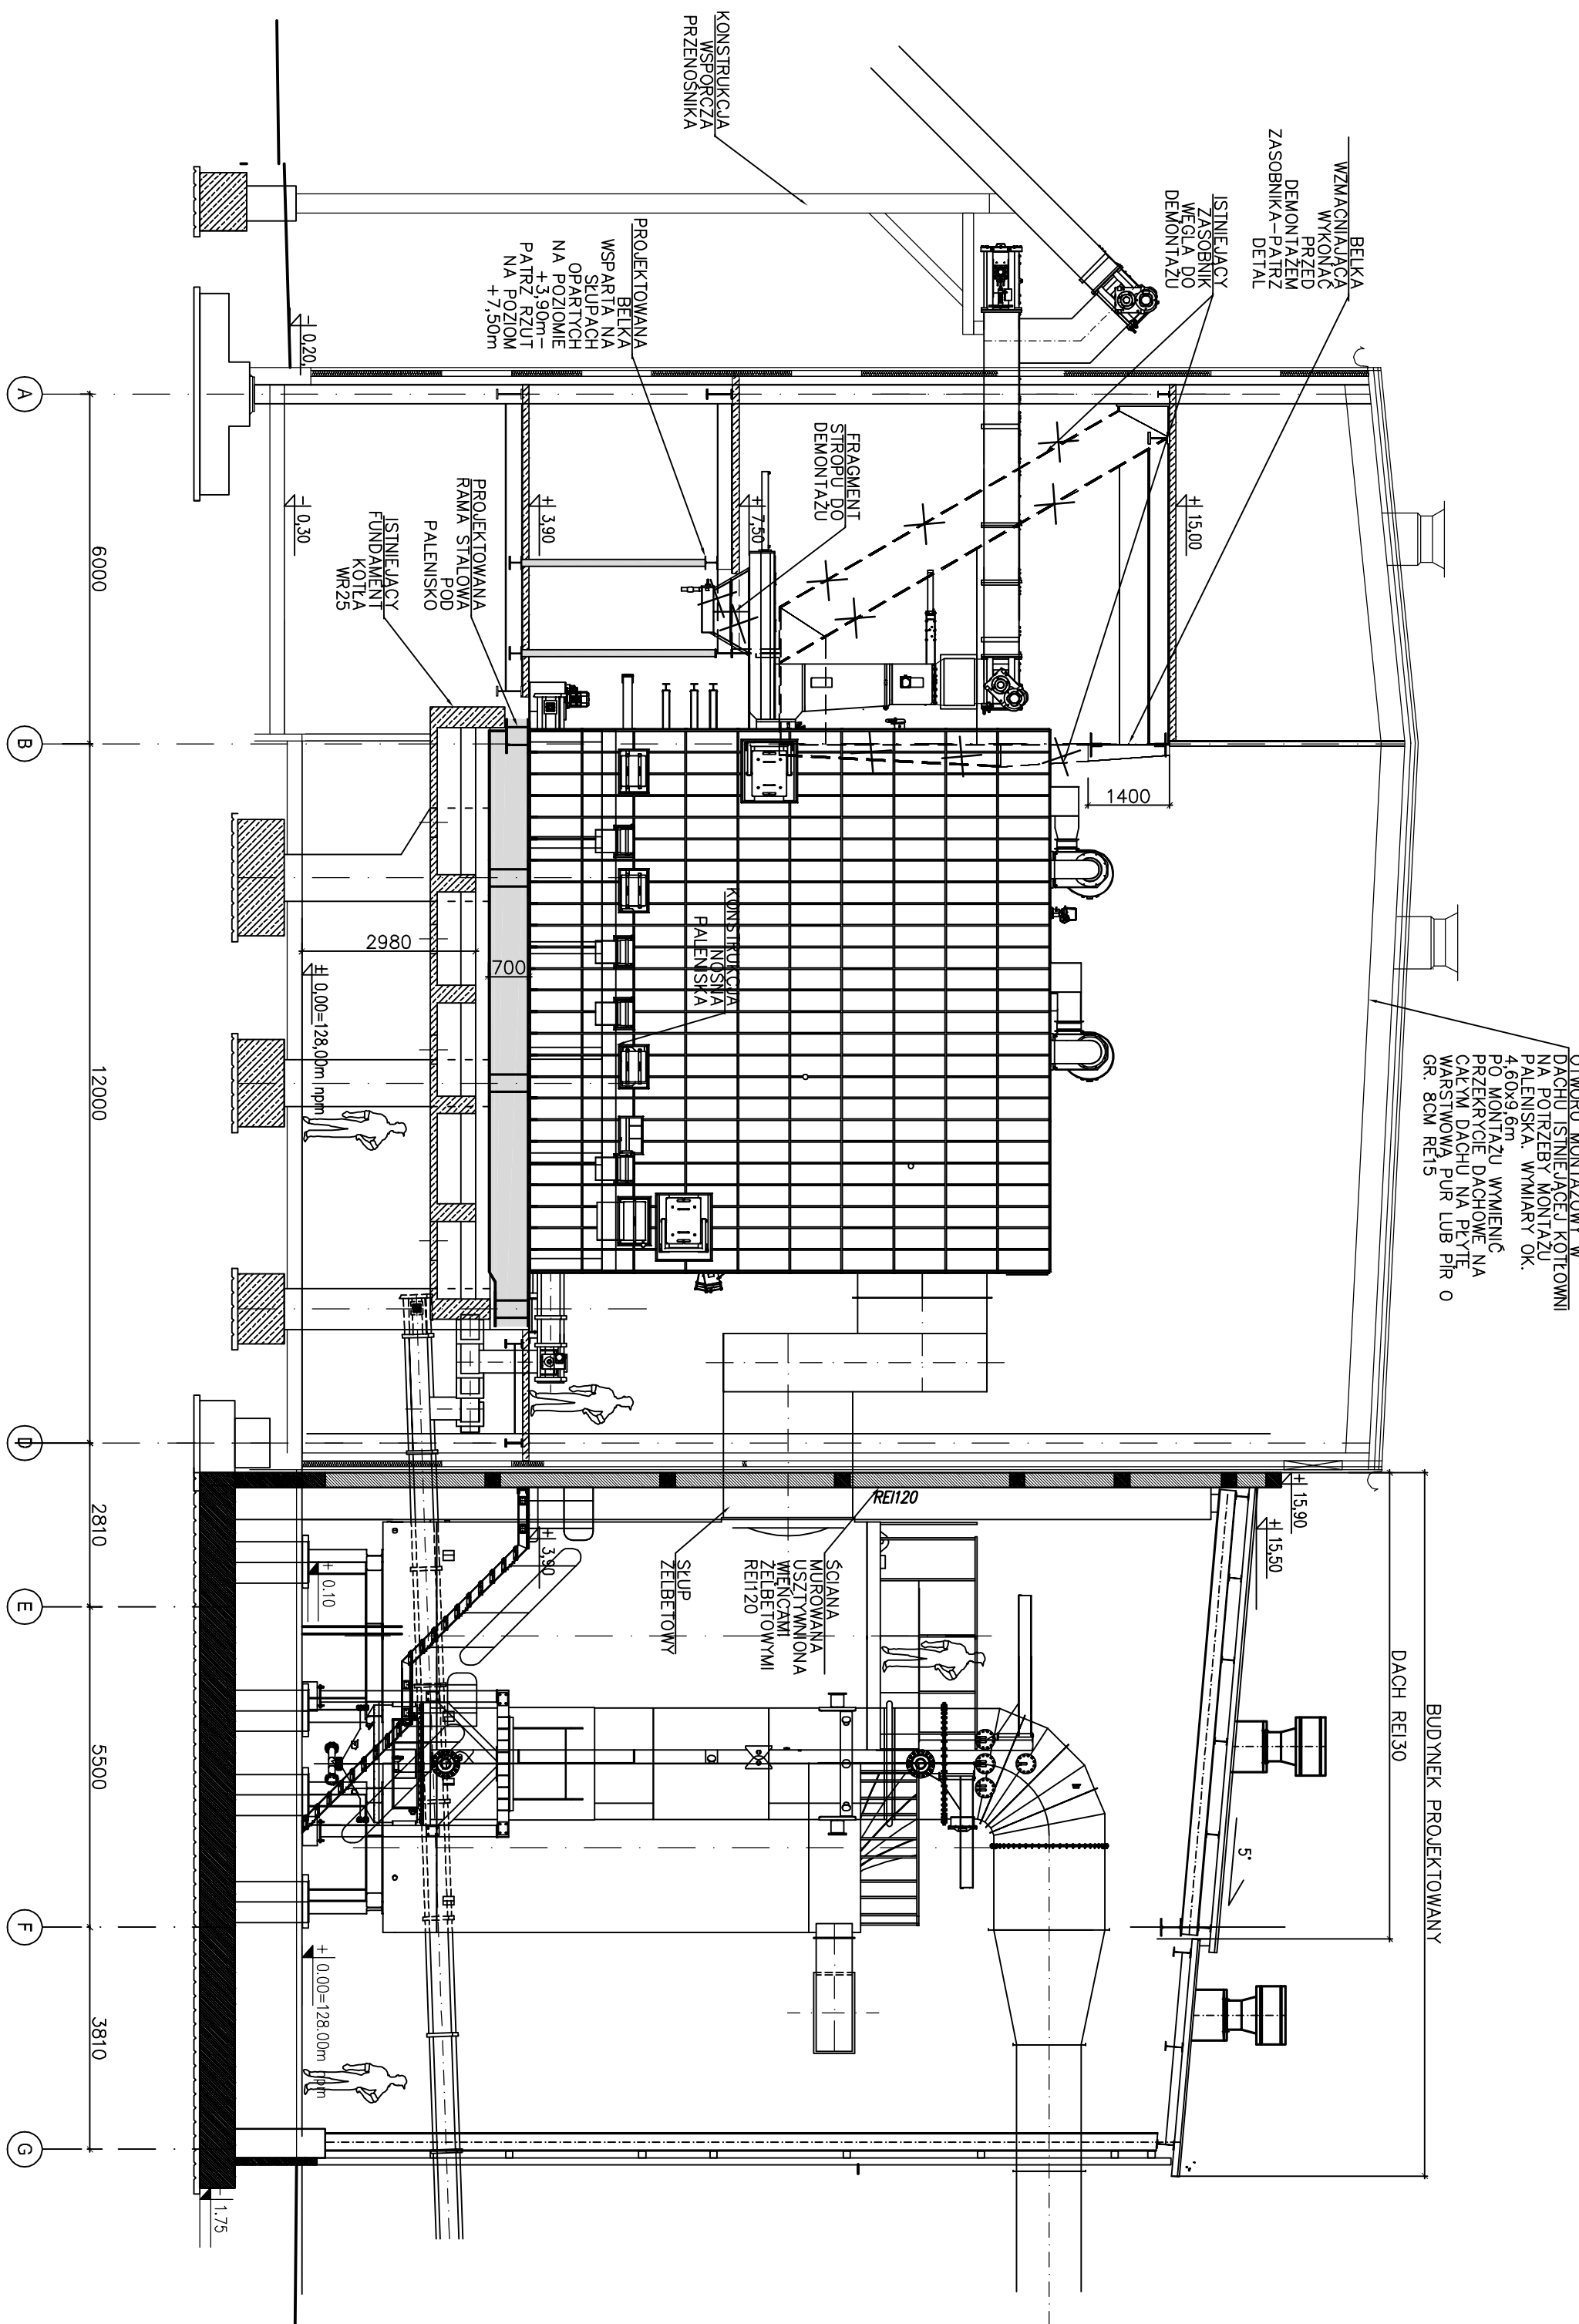 KONSTRUKCJA
WSPORCZA
PRZENOŚNIKA
BELKA
WZMACNIAJĄCA
WYKONAĆ
PRZED
DEMONTAŻEM
ZASOBNIKA-PATRZ
DETAL
ISTNIEJĄCY
ZASOBNIK
WĘGLA DO
DEMONTAŻU
PROJEKTOWANA
BELKA
WSPARTA NA
SŁUPACH
OPARTYCH
NA POZIOMIE
+3,90m-
PATRZ RZUT
NA POZIOM
+7,50m
FRAGMENT
STROPU DO
DEMONTAŻU
PROJEKTOWANA
RAMA STALOWA
POD
PALENISKO
ISTNIEJĄCY
FUNDAMENT
KOTŁA
WR25
KONSTRUKCJA
NOŚNA
PALENISKA
OTWORU MONTAŻOWY W
DACHU ISTNIEJĄCEJ KOTŁOWNI
NA POTRZEBY MONTAŻU
PALENISKA. WYMIARY OK.
4,60x9,6m
PO MONTAŻU WYMIENIĆ
PRZEKRYCIE DACHOWE NA
CAŁYM DACHU NA PŁYTĘ
WARSTWOWĄ PUR LUB PIR O
GR. 8CM REI15
- 0,20
- 0,30
+ 3,90
+ 7,50
+ 15,00
1400
2980
700
± 0,00=128,00m npm
+ 15,90
+ 15,50
REI120
ŚCIANA
MUROWANA
USZTYWNIONA
WIEŃCAMI
ŻELBETOWYMI
REI120
SŁUP
ŻELBETOWY
+ 3,90
+ 0.10
DACH REI30
BUDYNEK PROJEKTOWANY
5°
+ 0.00=128.00m npm
- 1.75
6000
12000
2810
5500
3810
A
B
D
E
F
G